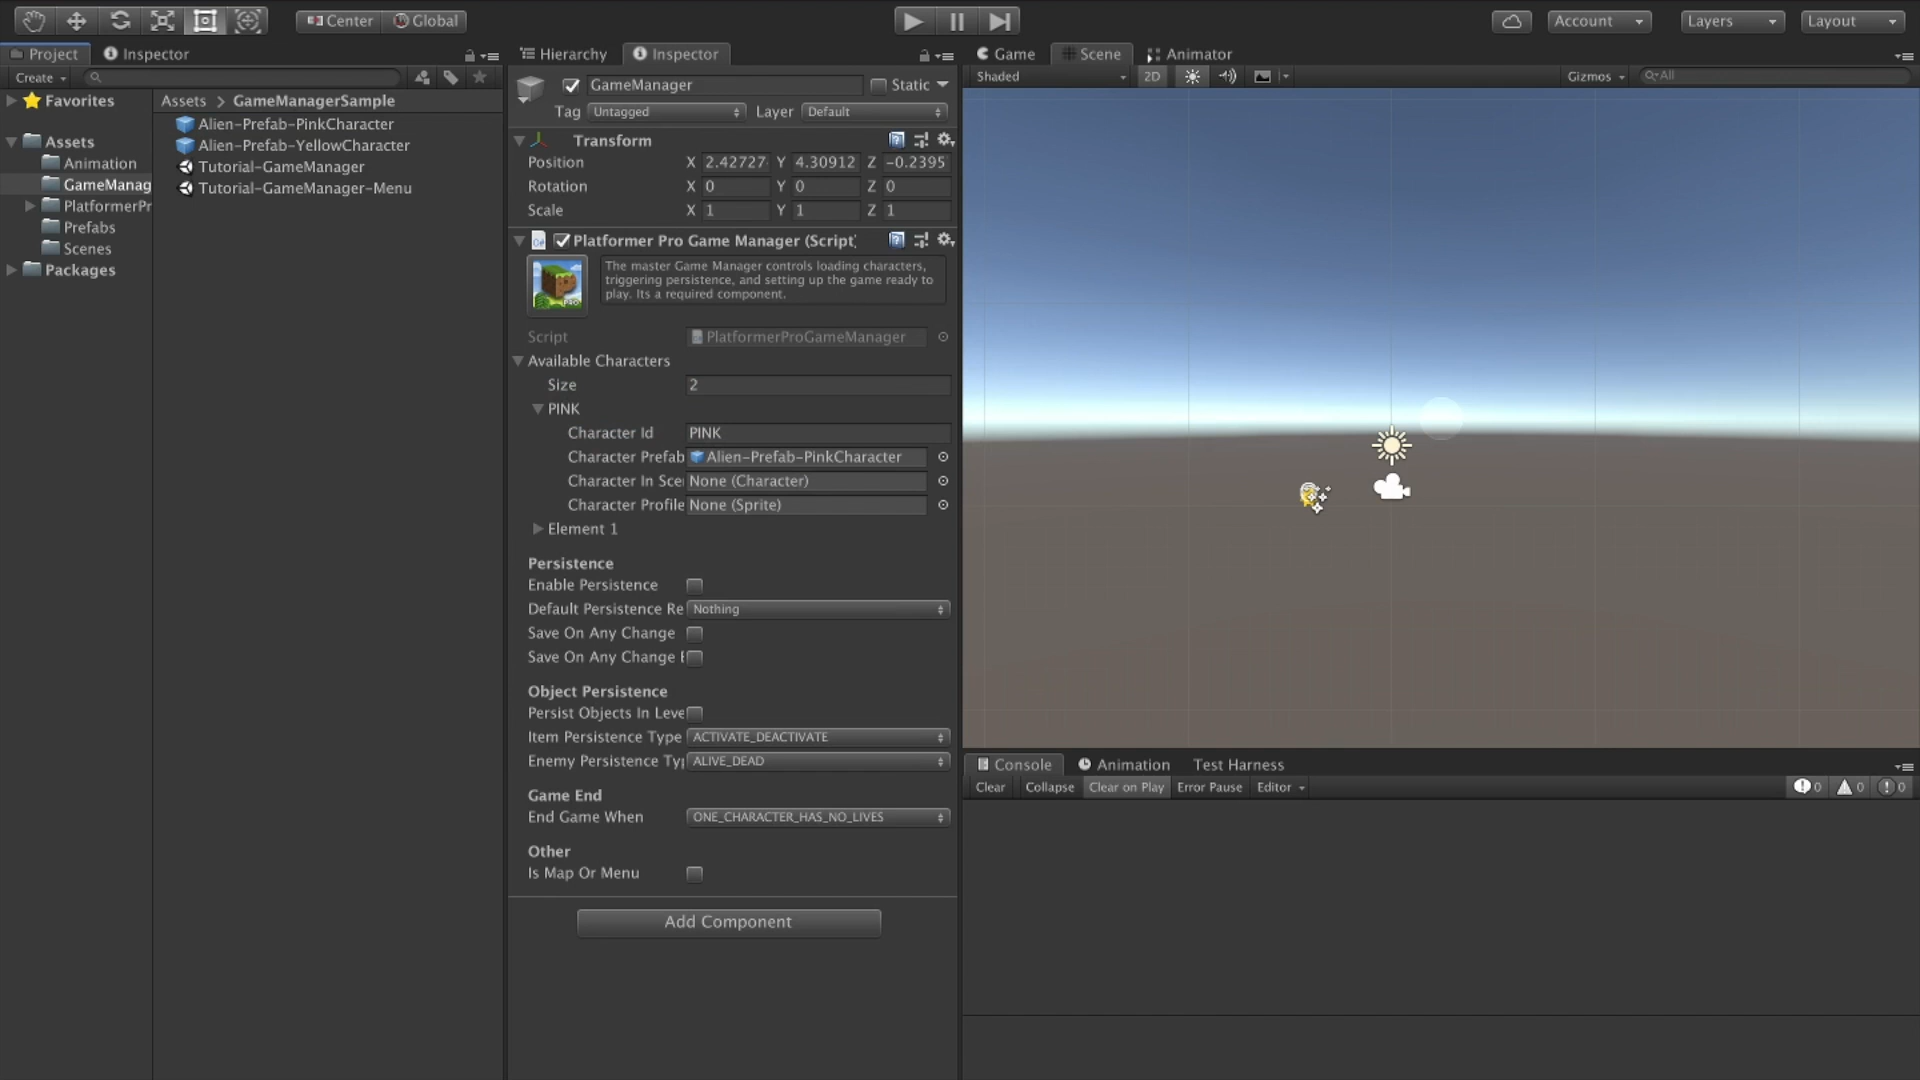 Center Global
Account Layers Layout
Project Inspector
Create
Favorites
Assets
Animation
GameManag
PlatformerPr
Prefabs
Scenes
Packages
Assets > GameManagerSample
Alien-Prefab-PinkCharacter
Alien-Prefab-YellowCharacter
Tutorial-GameManager
Tutorial-GameManager-Menu
Hierarchy Inspector
GameManager Static
Tag Untagged Layer Default
Transform
Position X 2.42727 Y 4.30912 Z -0.2395
Rotation X 0 Y 0 Z 0
Scale X 1 Y 1 Z 1
Platformer Pro Game Manager (Script)
The master Game Manager controls loading characters,
triggering persistence, and setting up the game ready to
play. Its a required component.
Script PlatformerProGameManager
Available Characters
Size 2
PINK
Character Id PINK
Character Prefab Alien-Prefab-PinkCharacter
Character In Sce None (Character)
Character Profile None (Sprite)
Element 1
Persistence
Enable Persistence
Default Persistence Re Nothing
Save On Any Change
Save On Any Change
Object Persistence
Persist Objects In Leve
Item Persistence Type ACTIVATE_DEACTIVATE
Enemy Persistence Ty ALIVE_DEAD
Game End
End Game When ONE_CHARACTER_HAS_NO_LIVES
Other
Is Map Or Menu
Add Component
Game Scene Animator
Shaded 2D Gizmos All
Console Animation Test Harness
Clear Collapse Clear on Play Error Pause Editor 0 0 0